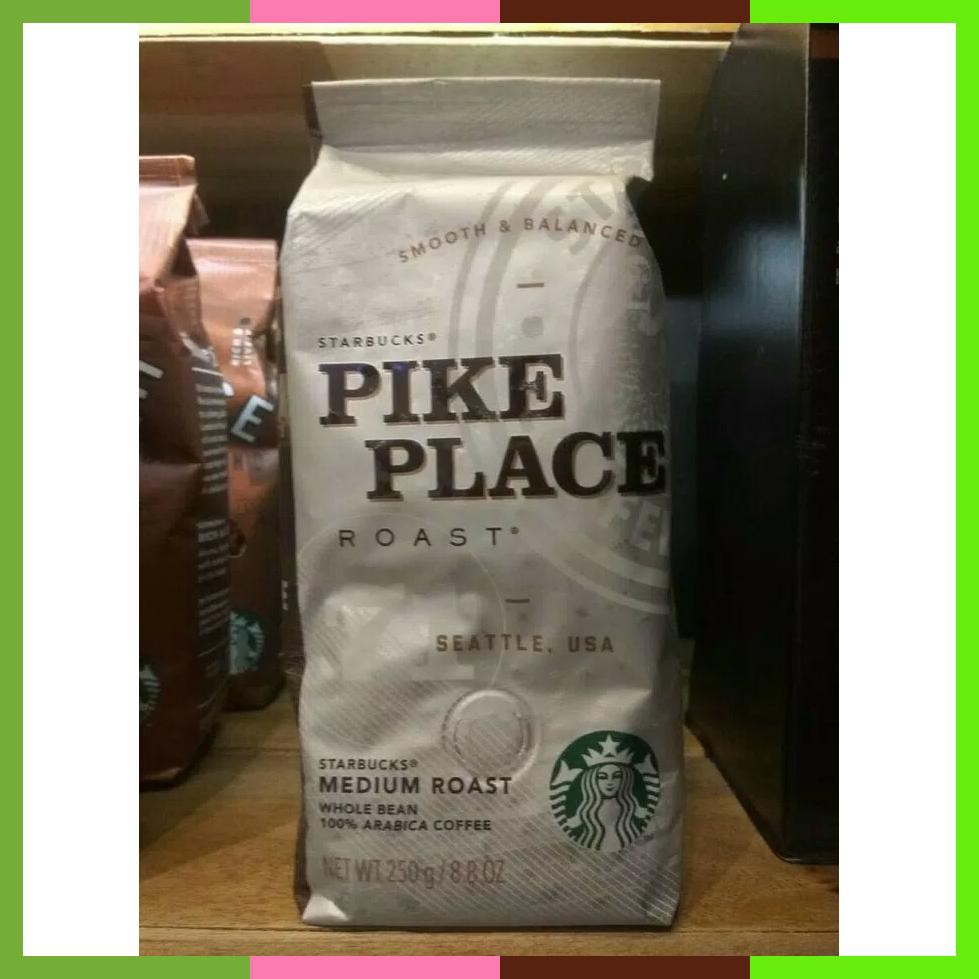 SMOOTH & BALANCED
STARBUCKS®
PIKE
PLACE
ROAST®
SEATTLE, USA
STARBUCKS®
MEDIUM ROAST
WHOLE BEAN
100% ARABICA COFFEE
NET WT 250 g / 8.8 OZ